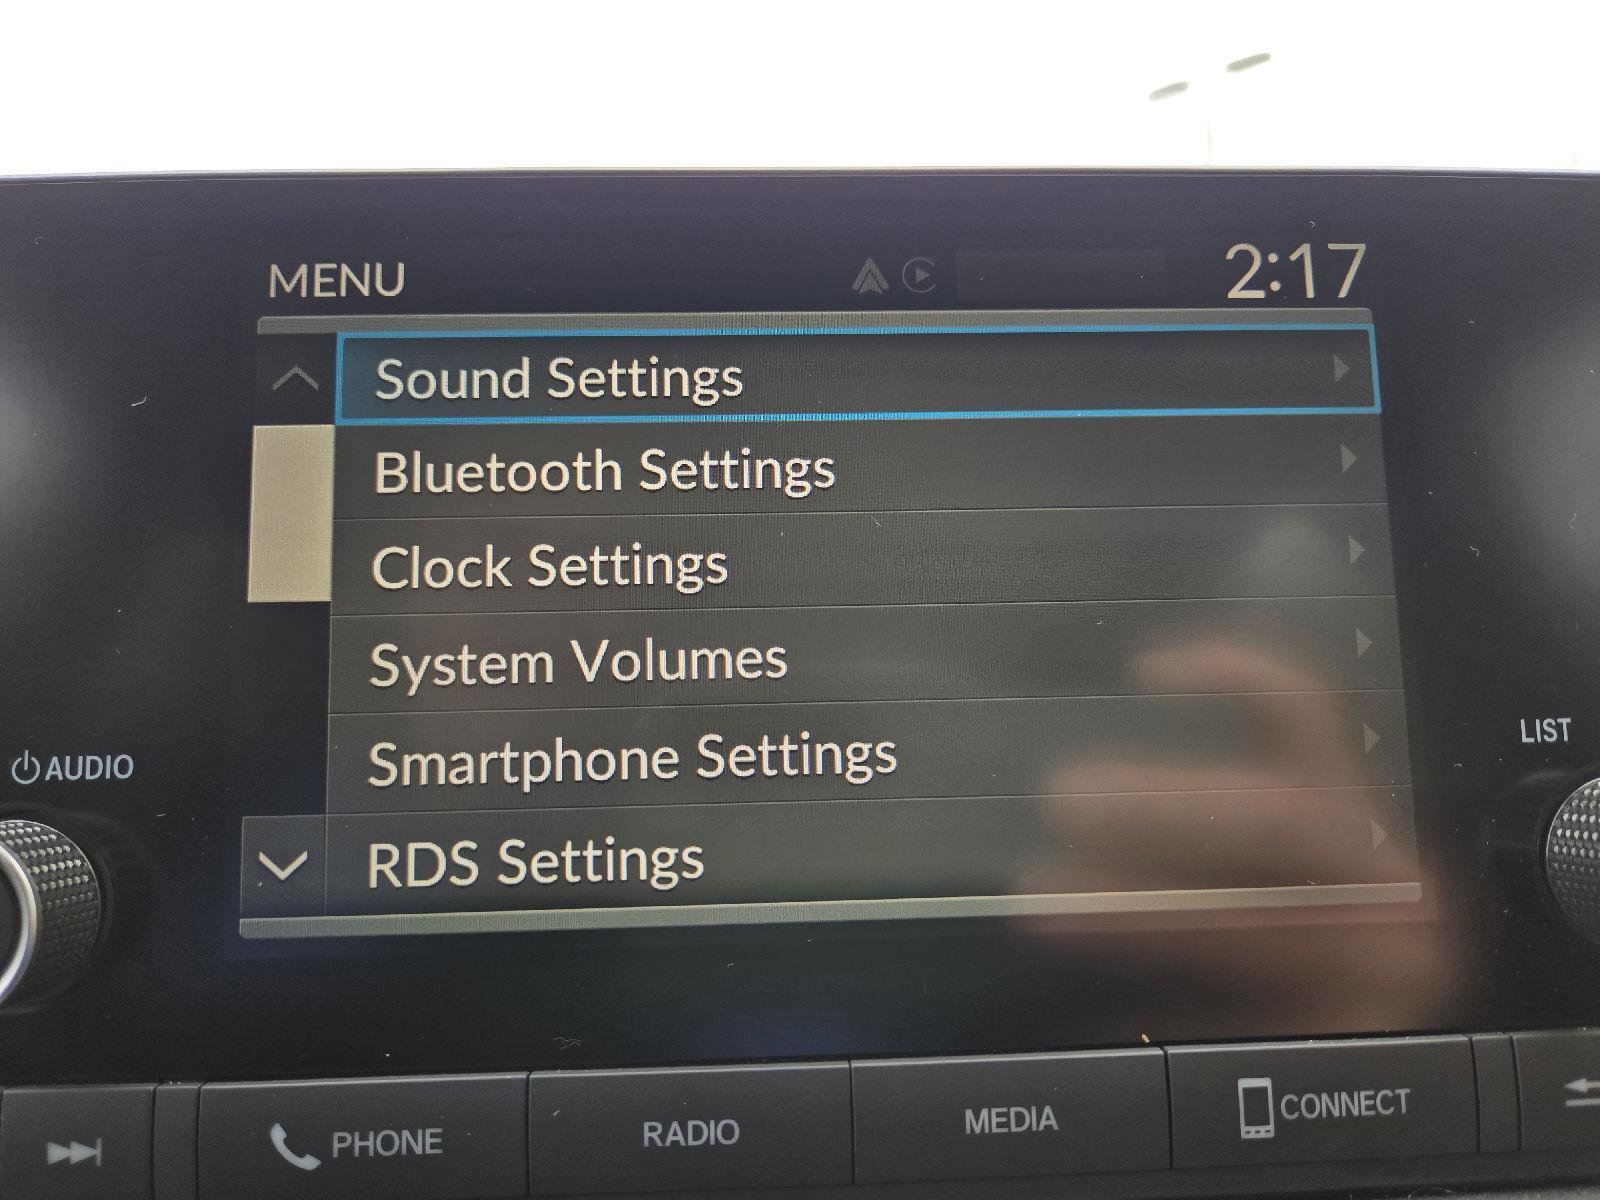 MENU 2:17
Sound Settings
Bluetooth Settings
Clock Settings
System Volumes
Smartphone Settings
RDS Settings
AUDIO
LIST
PHONE RADIO MEDIA CONNECT